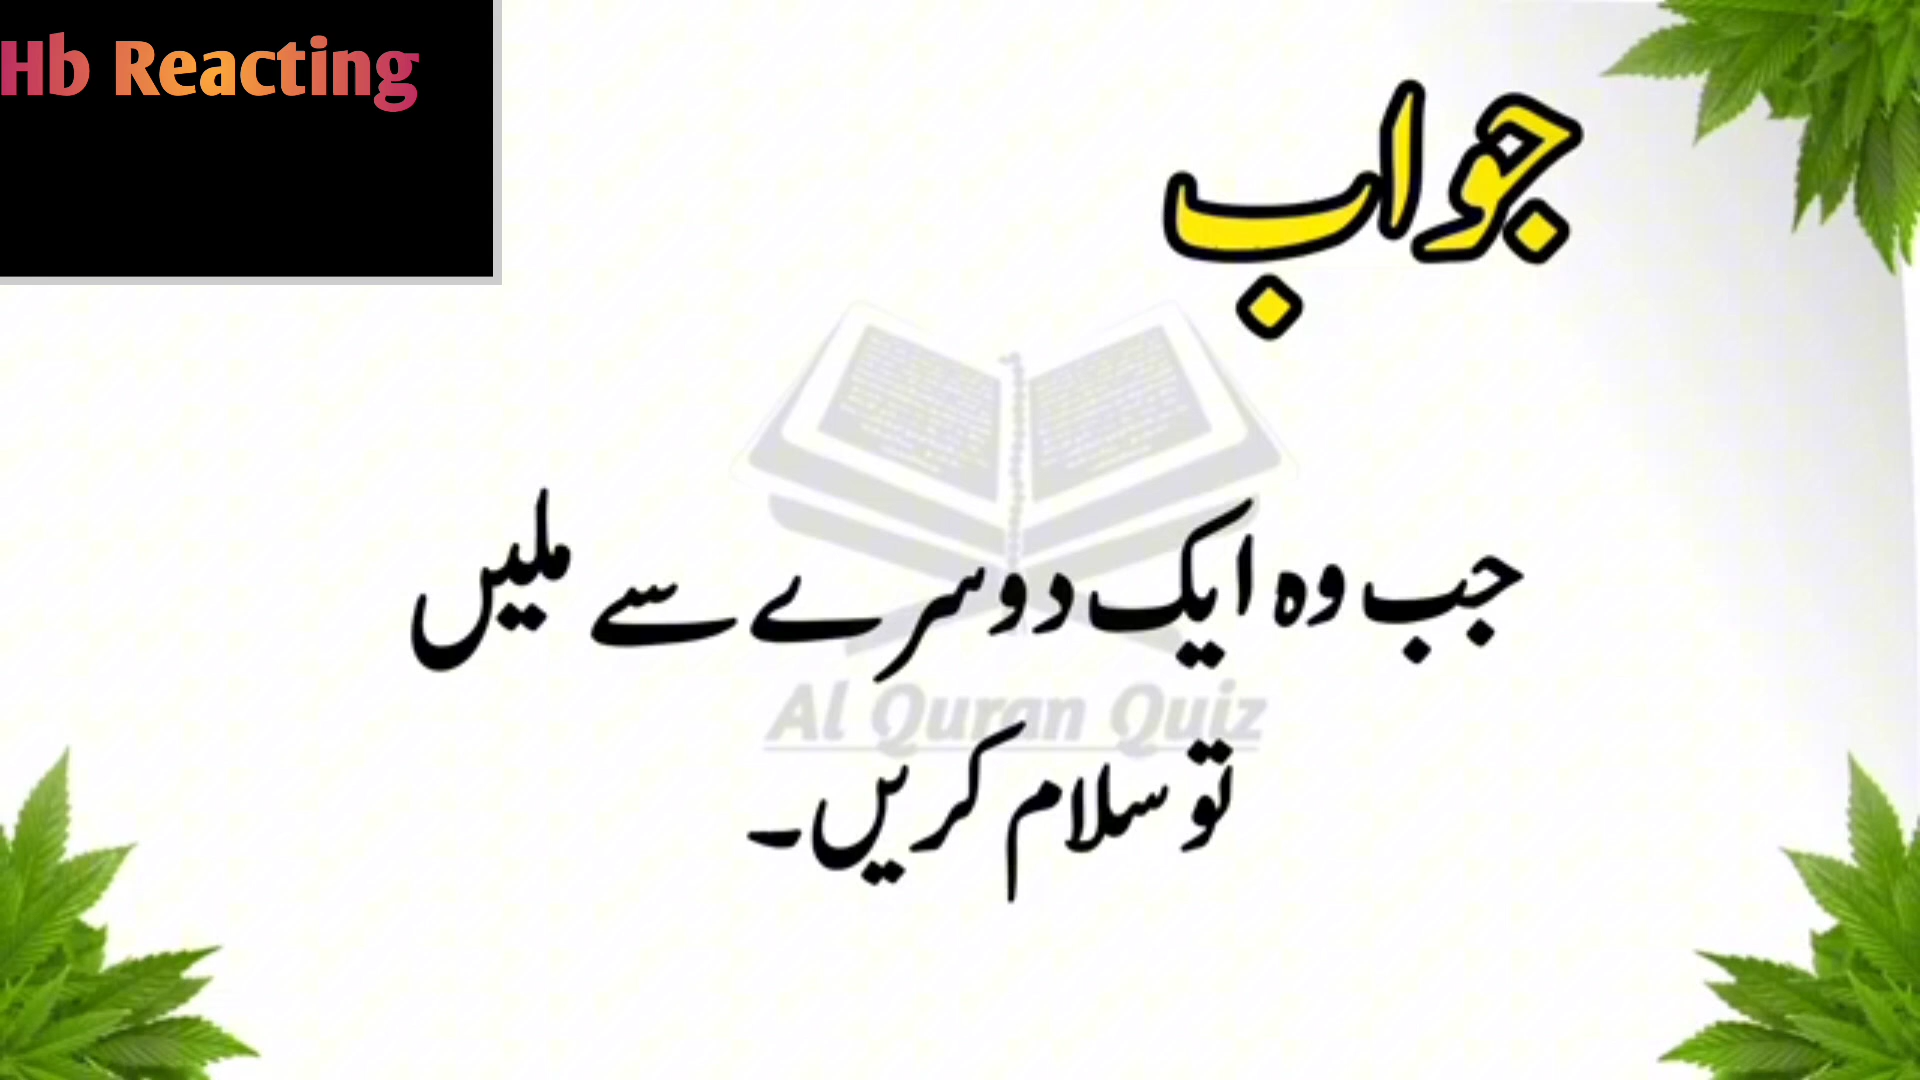 Hb Reacting
جواب
جب وہ ایک دوسرے سے ملیں
Al Quran Quiz
تو سلام کریں۔